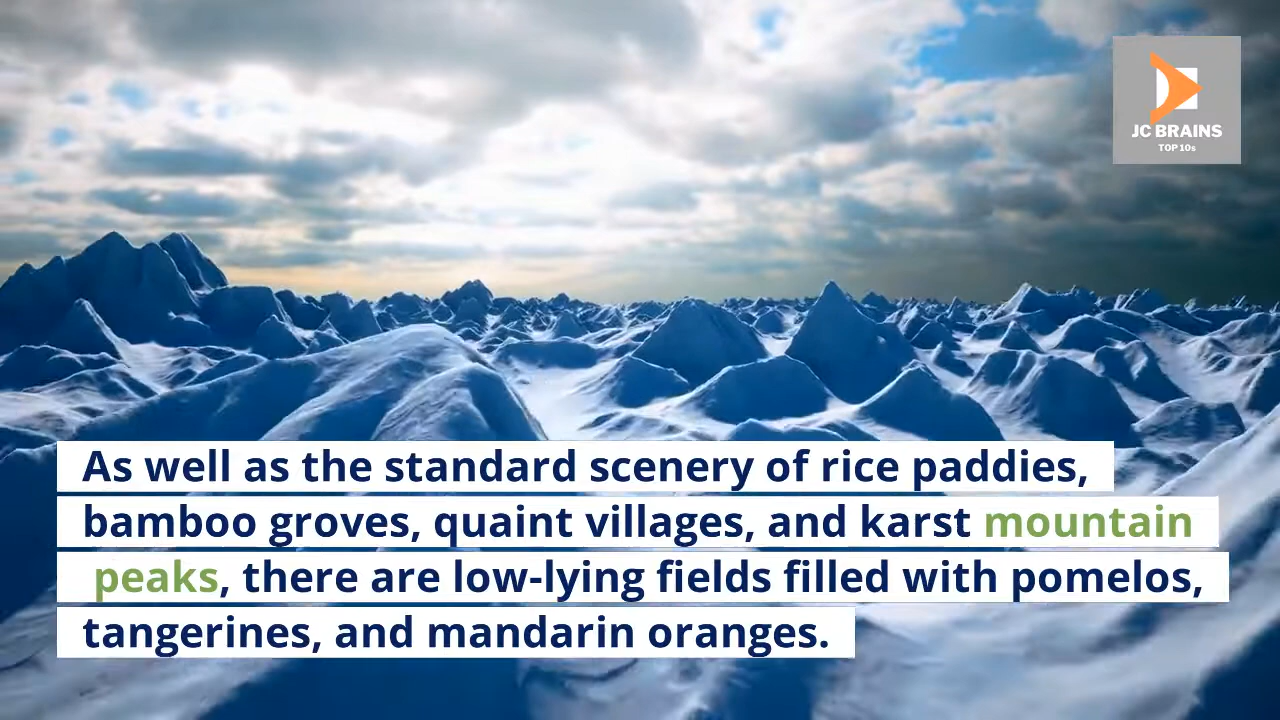 JC BRAINS
TOP 10s
As well as the standard scenery of rice paddies,
bamboo groves, quaint villages, and karst mountain
peaks, there are low-lying fields filled with pomelos,
tangerines, and mandarin oranges.